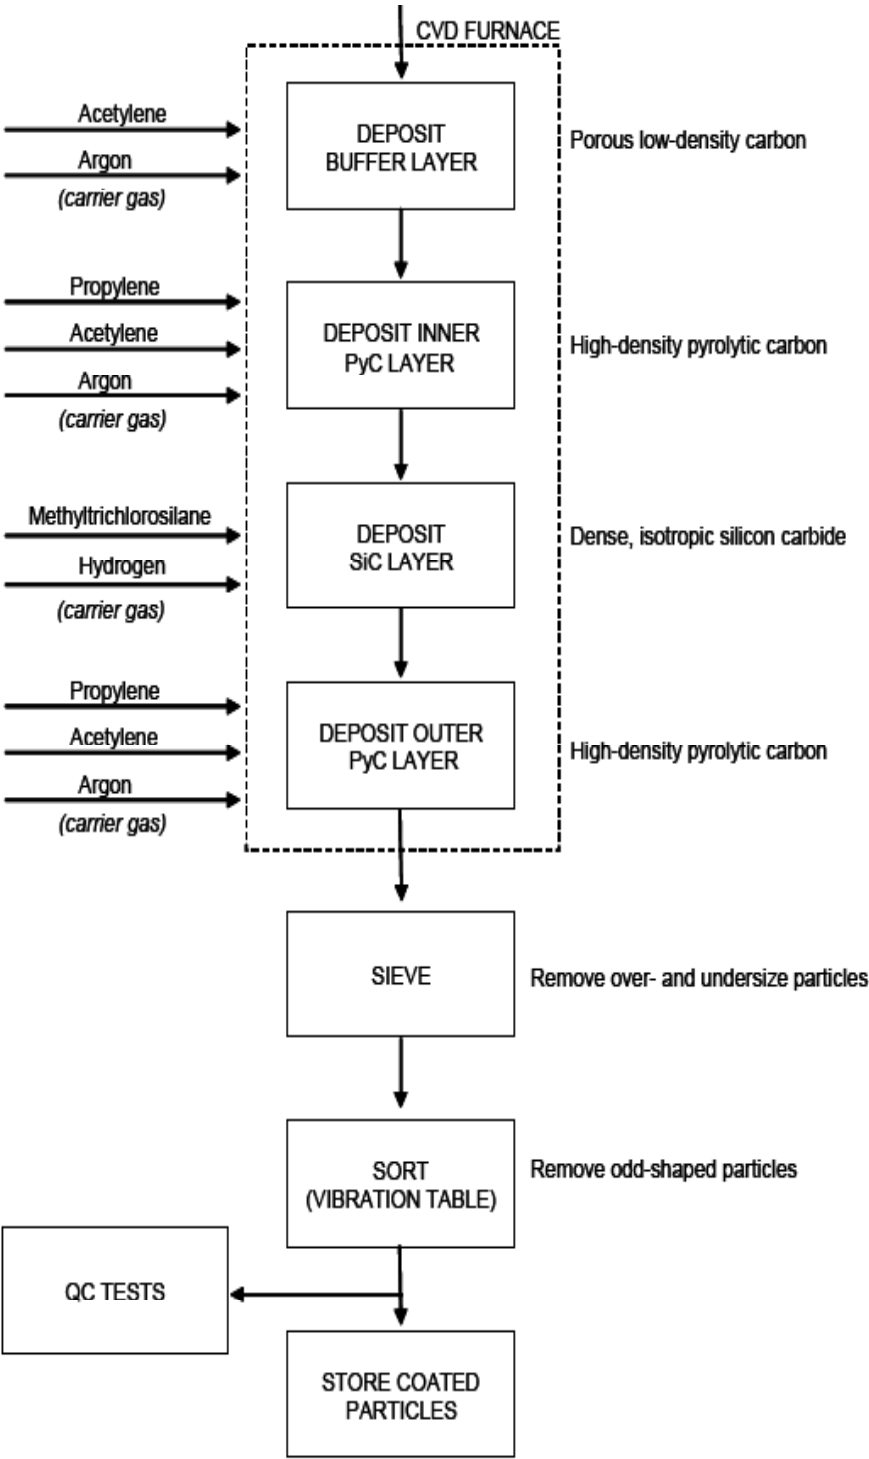 CVD FURNACE
Acetylene
Argon
(carrier gas)
DEPOSIT
BUFFER LAYER
Porous low-density carbon
Propylene
Acetylene
Argon
(carrier gas)
DEPOSIT INNER
PyC LAYER
High-density pyrolytic carbon
Methyltrichlorosilane
Hydrogen
(carrier gas)
DEPOSIT
SiC LAYER
Dense, isotropic silicon carbide
Propylene
Acetylene
Argon
(carrier gas)
DEPOSIT OUTER
PyC LAYER
High-density pyrolytic carbon
SIEVE
Remove over- and undersize particles
SORT
(VIBRATION TABLE)
Remove odd-shaped particles
QC TESTS
STORE COATED
PARTICLES